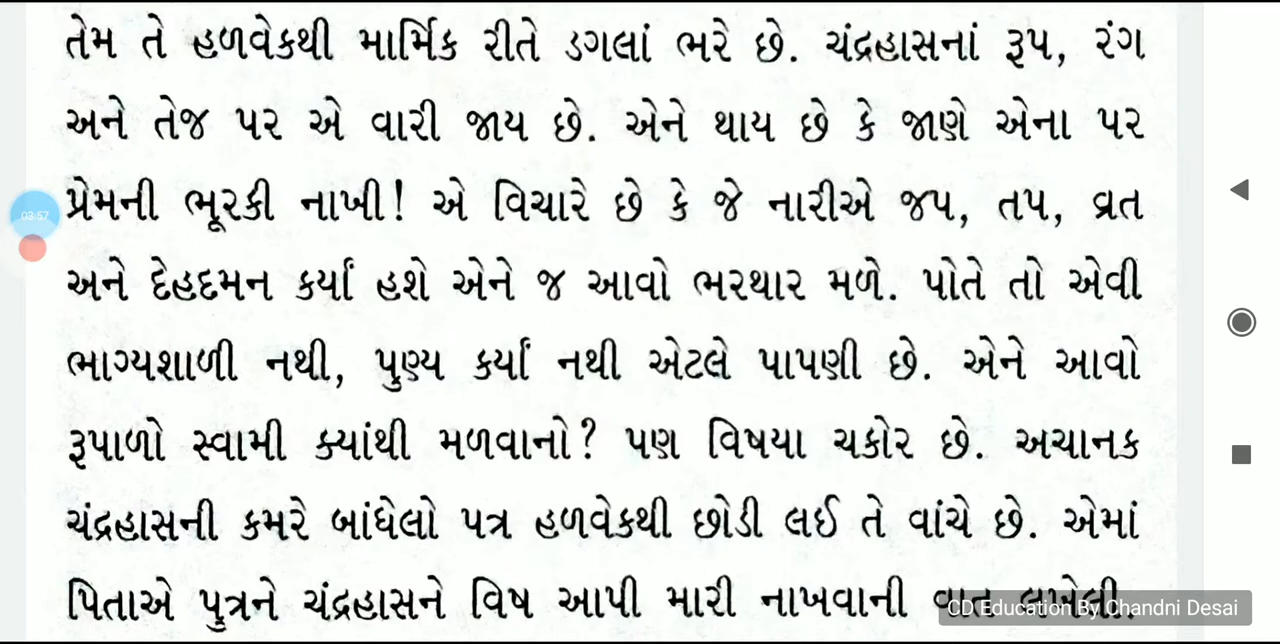 તેમ તે હળવેકથી માર્મિક રીતે ડગલાં ભરે છે. ચંદ્રહાસનાં રૂપ, રંગ
અને તેજ પર એ વારી જાય છે. એને થાય છે કે જાણે એના પર
03:57 પ્રેમની ભૂરકી નાખી! એ વિચારે છે કે જે નારીએ જપ, તપ, વ્રત
અને દેહદમન કર્યાં હશે એને જ આવો ભરથાર મળે. પોતે તો એવી
ભાગ્યશાળી નથી, પુણ્ય કર્યાં નથી એટલે પાપણી છે. એને આવો
રૂપાળો સ્વામી ક્યાંથી મળવાનો? પણ વિષયા ચકોર છે. અચાનક
ચંદ્રહાસની કમરે બાંધેલો પત્ર હળવેકથી છોડી લઈ તે વાંચે છે. એમાં
પિતાએ પુત્રને ચંદ્રહાસને વિષ આપી મારી નાખવાની વાત લખેલી.
CD Education By Chandni Desai